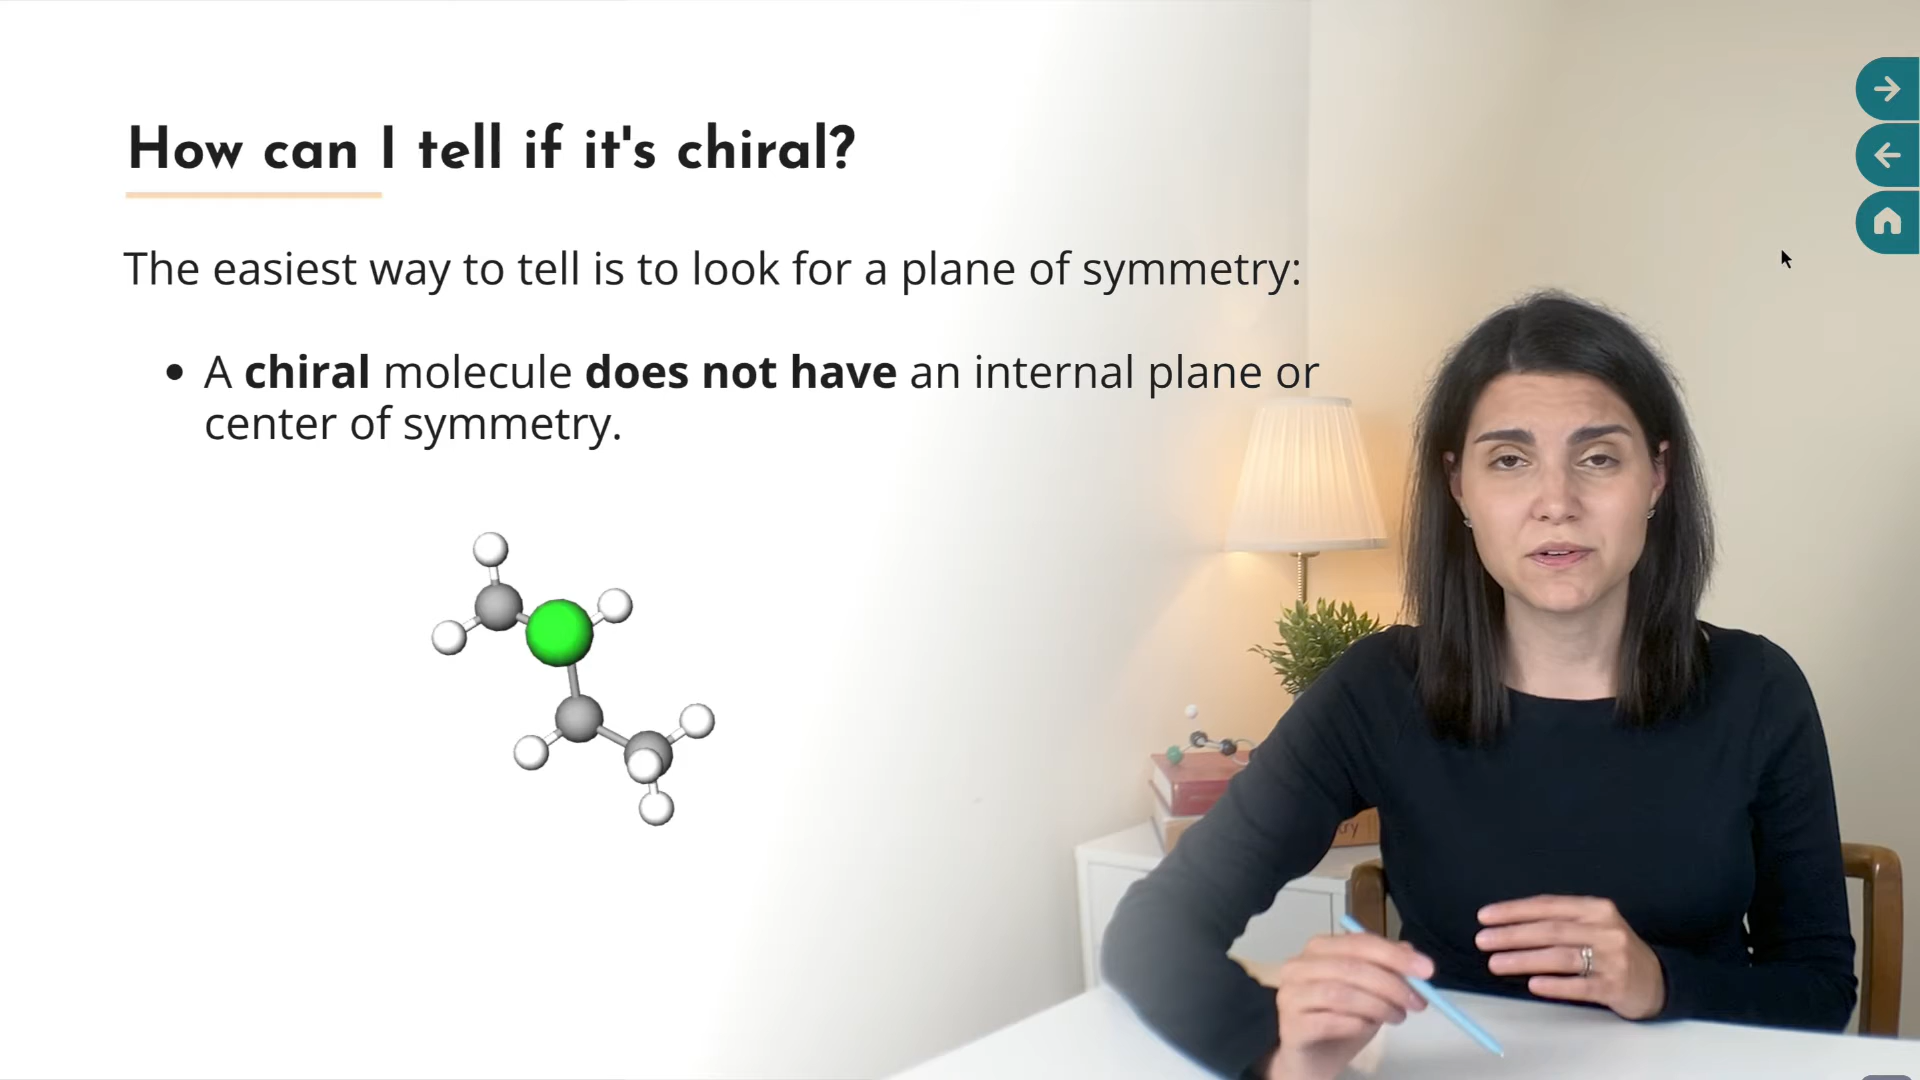 How can I tell if it's chiral?
The easiest way to tell is to look for a plane of symmetry:
• A chiral molecule does not have an internal plane or
center of symmetry.